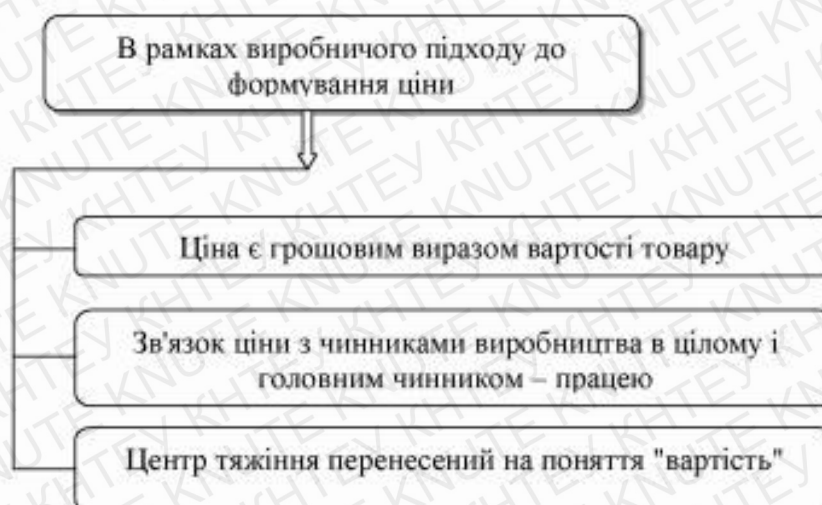 В рамках виробничого підходу до
формування ціни
Ціна є грошовим виразом вартості товару
Зв'язок ціни з чинниками виробництва в цілому і
головним чинником – працею
Центр тяжіння перенесений на поняття "вартість"